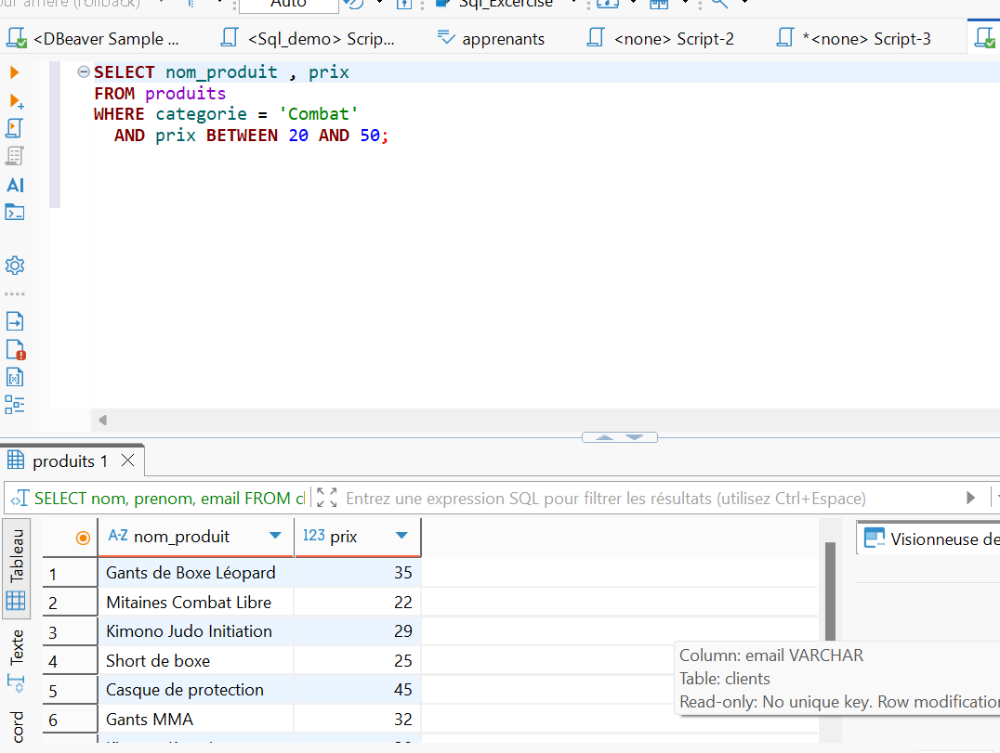 our arrière (rollback)
Auto
Sql_Excercise
<DBeaver Sample ...
<Sql_demo> Scrip...
apprenants
<none> Script-2
*<none> Script-3
SELECT nom_produit , prix
FROM produits
WHERE categorie = 'Combat'
AND prix BETWEEN 20 AND 50;
AI
produits 1
SELECT nom, prenom, email FROM cl
Entrez une expression SQL pour filtrer les résultats (utilisez Ctrl+Espace)
Tableau
Texte
cord
A-Z nom_produit
123 prix
1 Gants de Boxe Léopard 35
2 Mitaines Combat Libre 22
3 Kimono Judo Initiation 29
4 Short de boxe 25
5 Casque de protection 45
6 Gants MMA 32
Visionneuse de
Column: email VARCHAR
Table: clients
Read-only: No unique key. Row modification